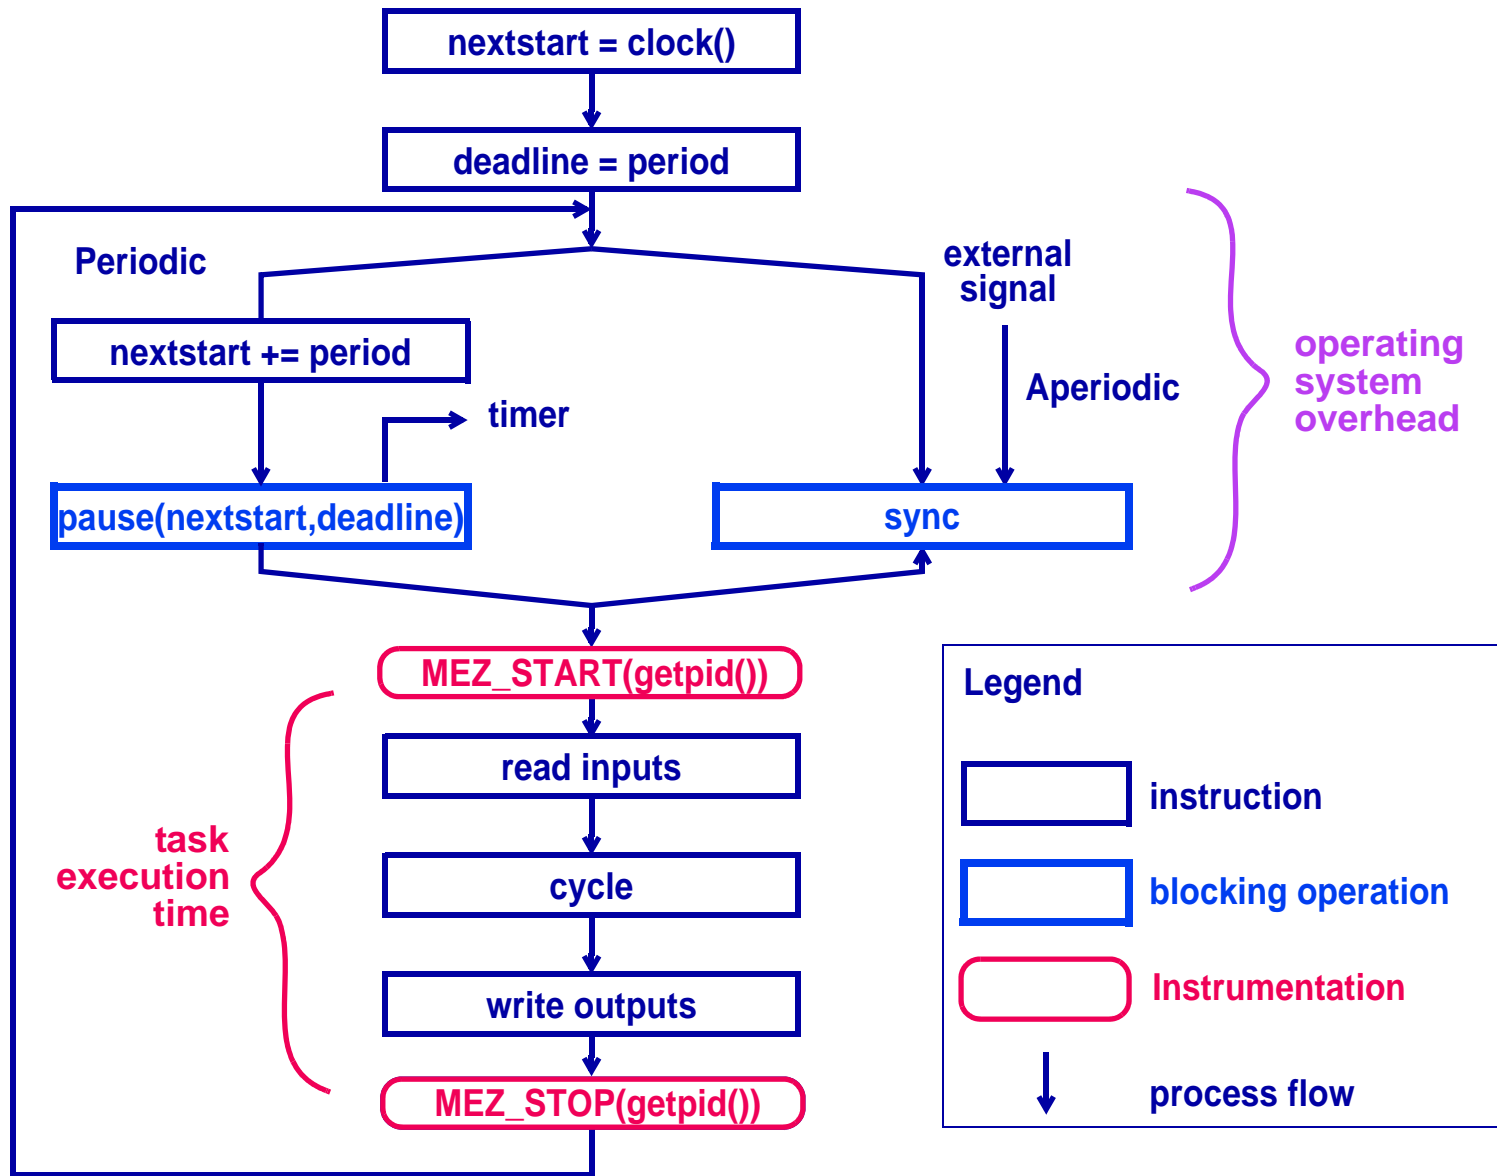 nextstart = clock()
deadline = period
Periodic
external
signal
nextstart += period
Aperiodic
timer
operating
system
overhead
pause(nextstart,deadline)
sync
MEZ_START(getpid())
read inputs
task
execution
time
cycle
write outputs
MEZ_STOP(getpid())
Legend
instruction
blocking operation
Instrumentation
process flow